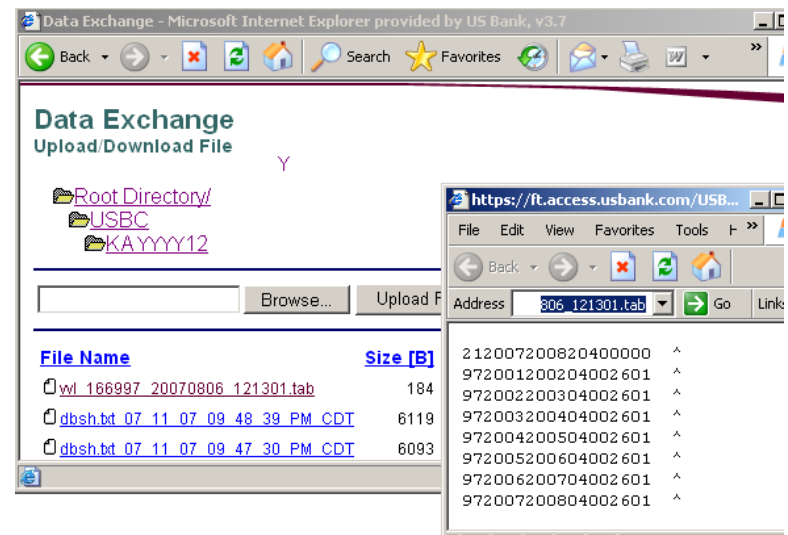 Data Exchange - Microsoft Internet Explorer provided by US Bank, v3.7
Back Search Favorites »
Data Exchange
Upload/Download File
Y
Root Directory/
USBC
KAYYYY12
Browse... Upload F
File Name Size [B]
wl_166997_20070806_121301.tab 184
dbsh.txt_07_11_07_09_48_39_PM_CDT 6119
dbsh.txt_07_11_07_09_47_30_PM_CDT 6093
https://ft.access.usbank.com/USB...
File Edit View Favorites Tools H »
Back
Address 806_121301.tab Go Links
212007200820400000 ^
972001200204002601 ^
972002200304002601 ^
972003200404002601 ^
972004200504002601 ^
972005200604002601 ^
972006200704002601 ^
972007200804002601 ^